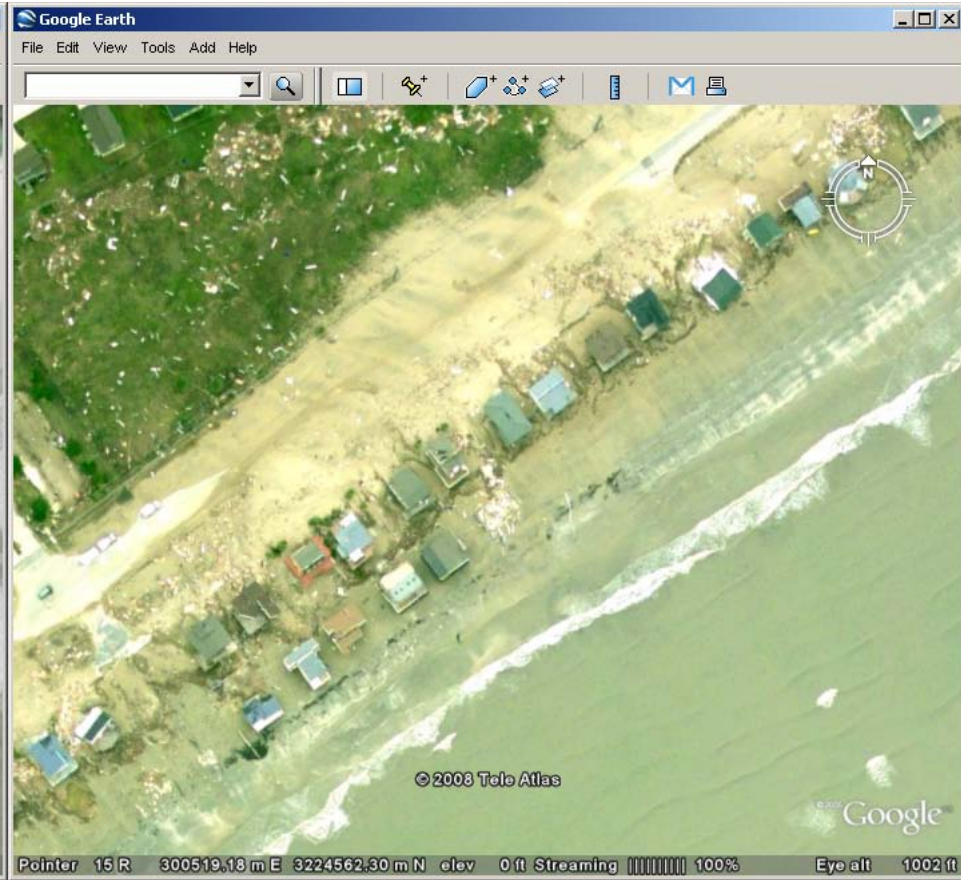 Google Earth
File Edit View Tools Add Help
N
© 2008 Tele Atlas
Google
Pointer 15 R 300519.18 m E 3224562.30 m N elev 0 ft Streaming |||||||||| 100% Eye alt 1002 ft